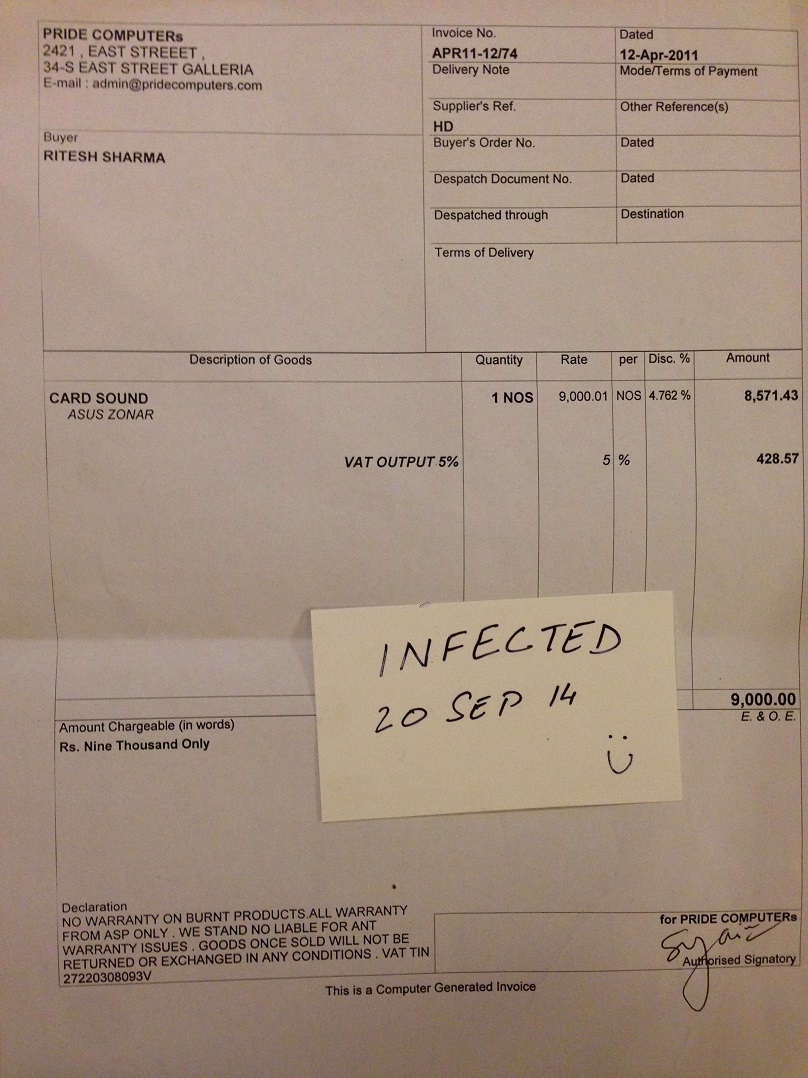 PRIDE COMPUTERs
2421 , EAST STREEET ,
34-S EAST STREET GALLERIA
E-mail : admin@pridecomputers.com
Buyer
RITESH SHARMA
Invoice No.
APR11-12/74
Dated
12-Apr-2011
Delivery Note
Mode/Terms of Payment
Supplier's Ref.
HD
Other Reference(s)
Buyer's Order No.
Dated
Despatch Document No.
Dated
Despatched through
Destination
Terms of Delivery
Description of Goods Quantity Rate per Disc. % Amount
CARD SOUND 1 NOS 9,000.01 NOS 4.762 % 8,571.43
ASUS ZONAR
VAT OUTPUT 5% 5 % 428.57
INFECTED
20 SEP 14
9,000.00
E. & O. E.
Amount Chargeable (in words)
Rs. Nine Thousand Only
Declaration
NO WARRANTY ON BURNT PRODUCTS.ALL WARRANTY
FROM ASP ONLY . WE STAND NO LIABLE FOR ANT
WARRANTY ISSUES . GOODS ONCE SOLD WILL NOT BE
RETURNED OR EXCHANGED IN ANY CONDITIONS . VAT TIN
27220308093V
for PRIDE COMPUTERs
Authorised Signatory
This is a Computer Generated Invoice